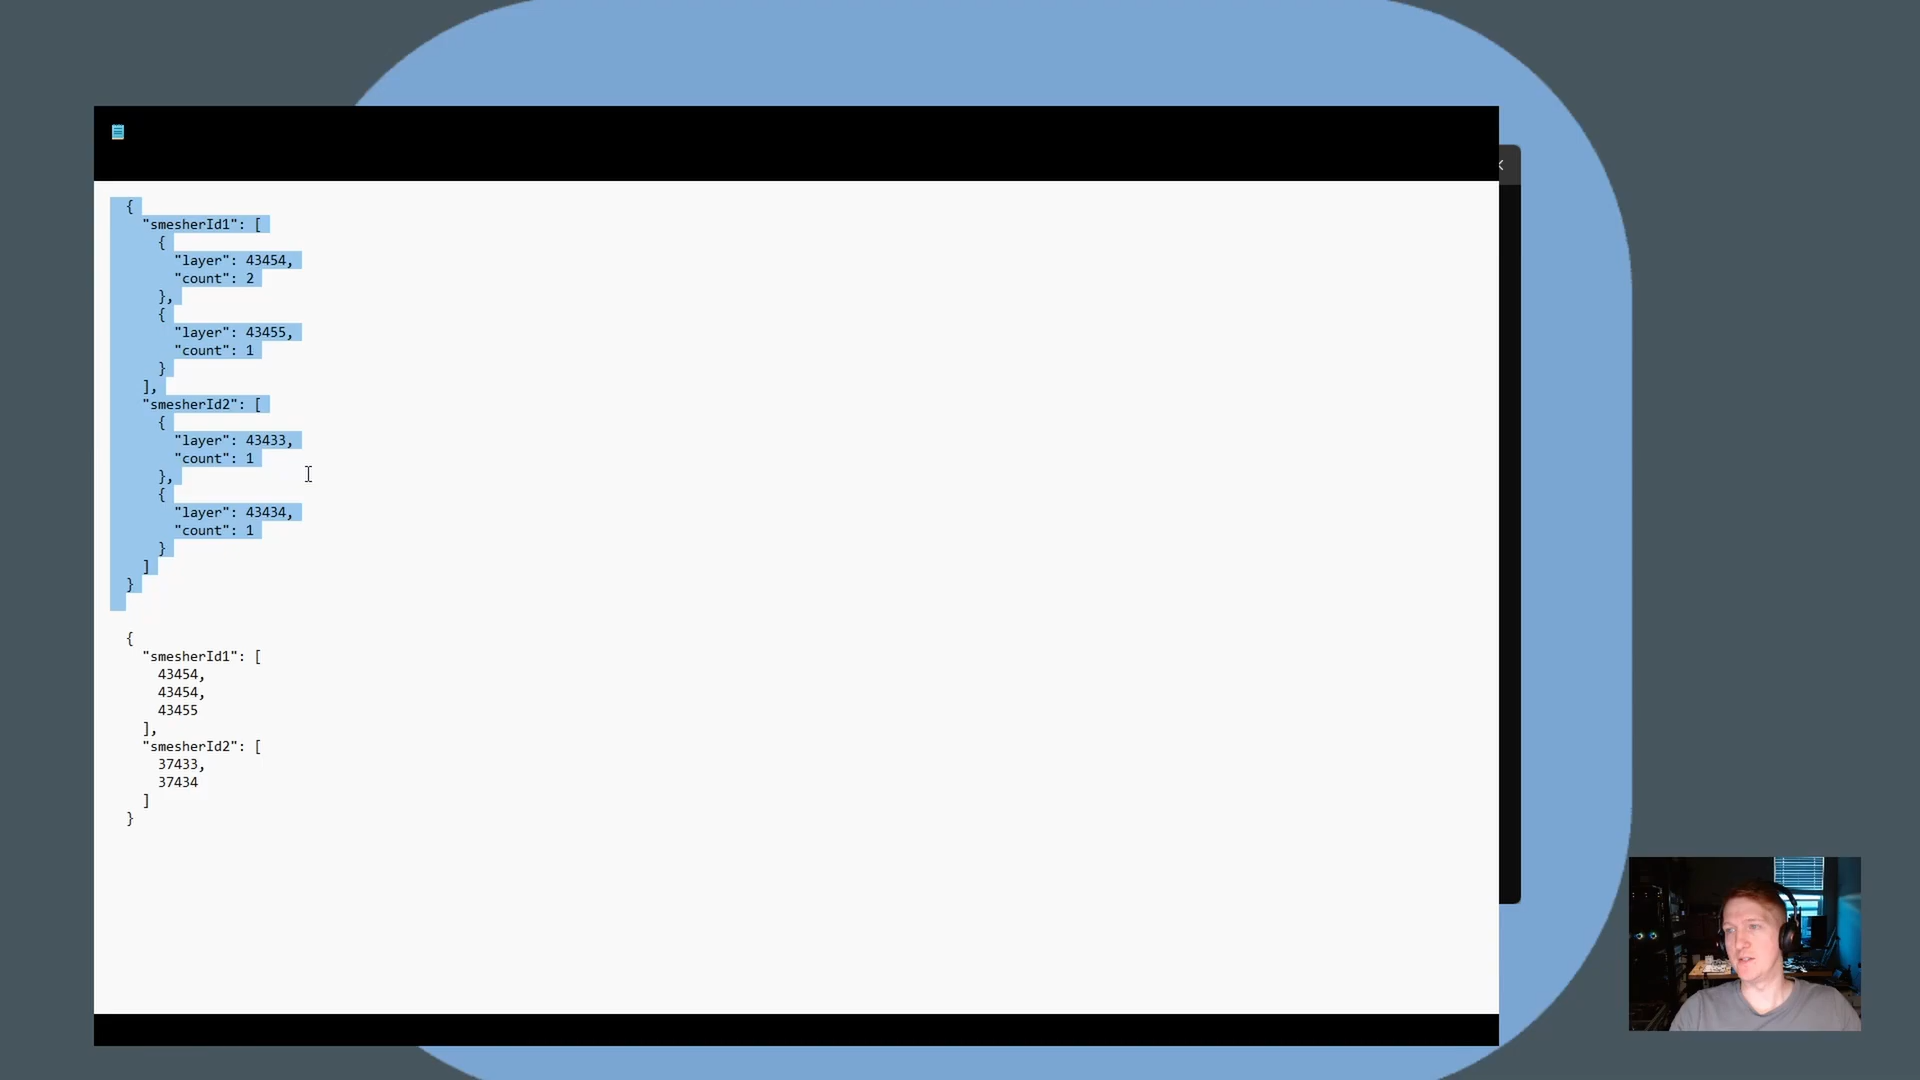 {
"smesherId1": [
{
"layer": 43454,
"count": 2
},
{
"layer": 43455,
"count": 1
}
],
"smesherId2": [
{
"layer": 43433,
"count": 1
},
{
"layer": 43434,
"count": 1
}
]
}
{
"smesherId1": [
43454,
43454,
43455
],
"smesherId2": [
37433,
37434
]
}